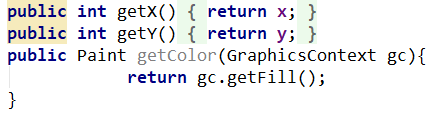 public int getX() { return x; }
public int getY() { return y; }
public Paint getColor(GraphicsContext gc){
return gc.getFill();
}